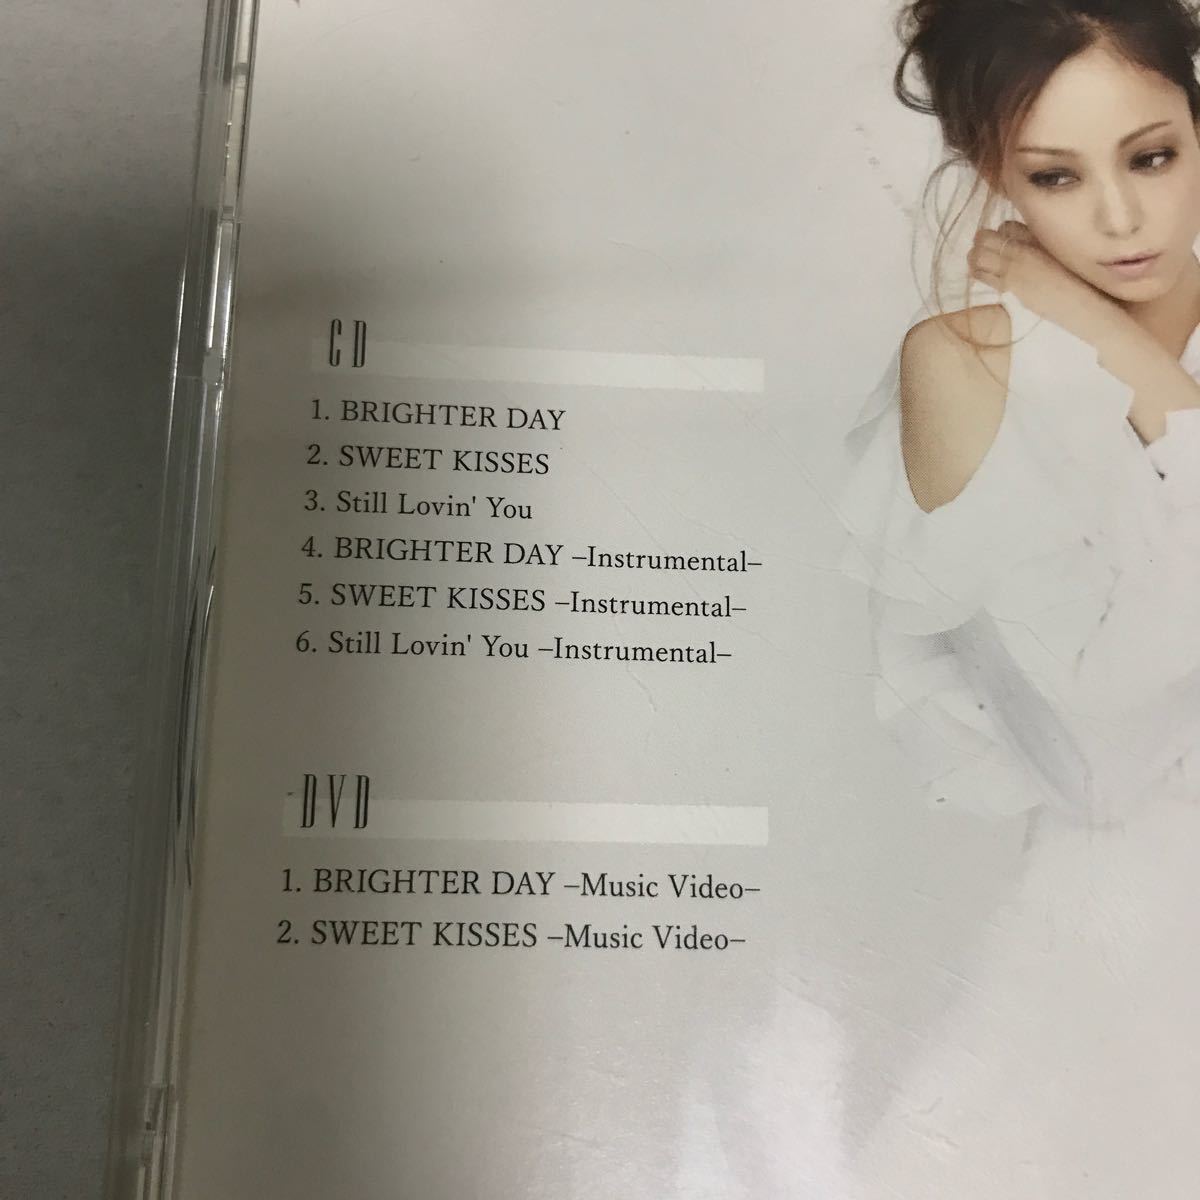 CD
1. BRIGHTER DAY
2. SWEET KISSES
3. Still Lovin' You
4. BRIGHTER DAY –Instrumental–
5. SWEET KISSES –Instrumental–
6. Still Lovin' You –Instrumental–
DVD
1. BRIGHTER DAY –Music Video–
2. SWEET KISSES –Music Video–